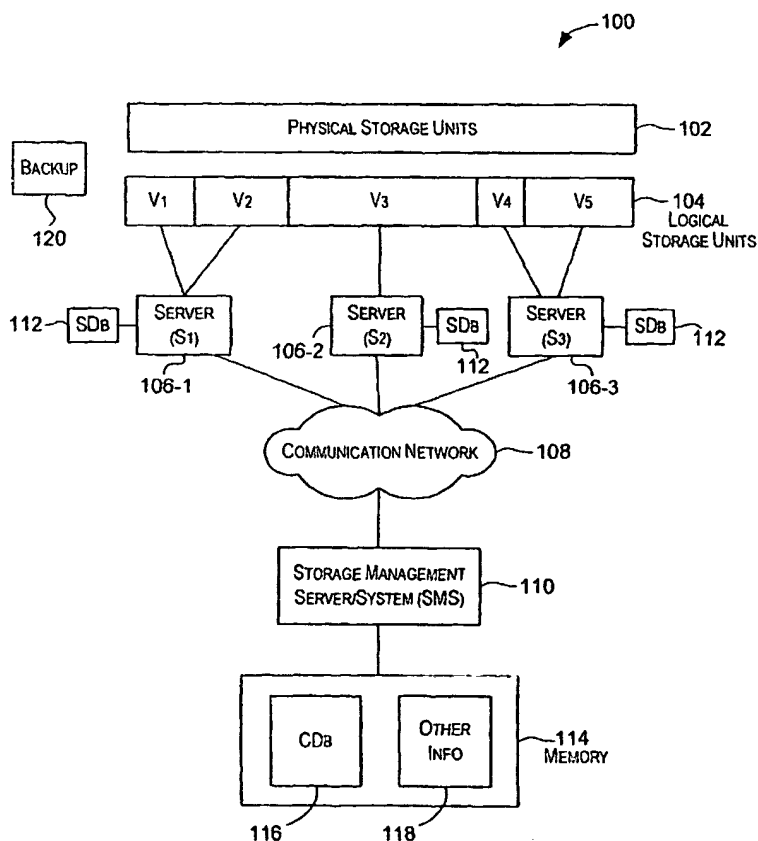 100
PHYSICAL STORAGE UNITS
102
BACKUP
120
V1 V2 V3 V4 V5
104
LOGICAL
STORAGE UNITS
112
SDB
SERVER
(S1)
106-1
SERVER
(S2)
106-2
SDB
112
SERVER
(S3)
106-3
SDB
112
COMMUNICATION NETWORK
108
STORAGE MANAGEMENT
SERVER/SYSTEM (SMS)
110
CDB
OTHER
INFO
114
MEMORY
116
118